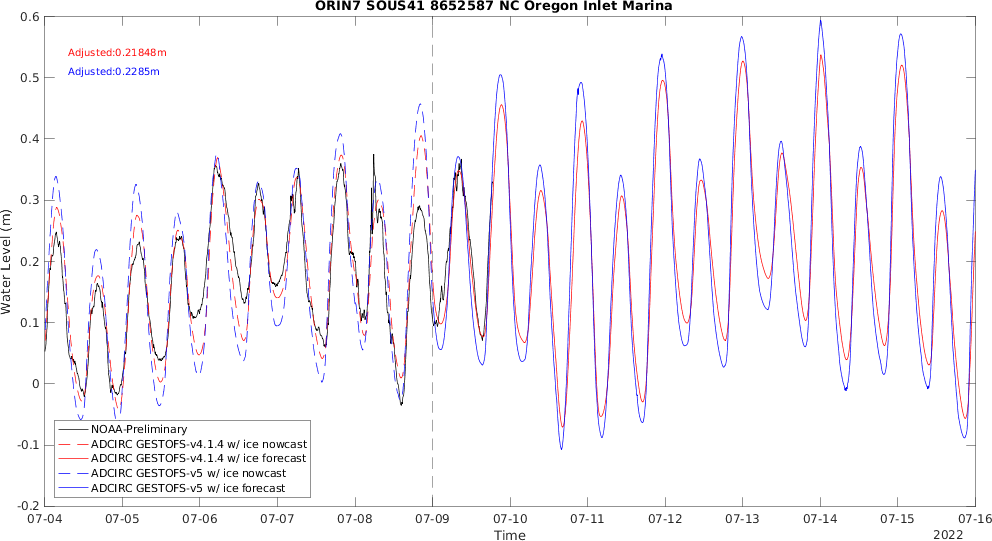 ORIN7 SOUS41 8652587 NC Oregon Inlet Marina
Adjusted:0.21848m
Adjusted:0.2285m
Water Level (m)
0.6
0.5
0.4
0.3
0.2
0.1
0
-0.1
-0.2
NOAA-Preliminary
ADCIRC GESTOFS-v4.1.4 w/ ice nowcast
ADCIRC GESTOFS-v4.1.4 w/ ice forecast
ADCIRC GESTOFS-v5 w/ ice nowcast
ADCIRC GESTOFS-v5 w/ ice forecast
07-04 07-05 07-06 07-07 07-08 07-09 07-10 07-11 07-12 07-13 07-14 07-15 07-16
Time
2022